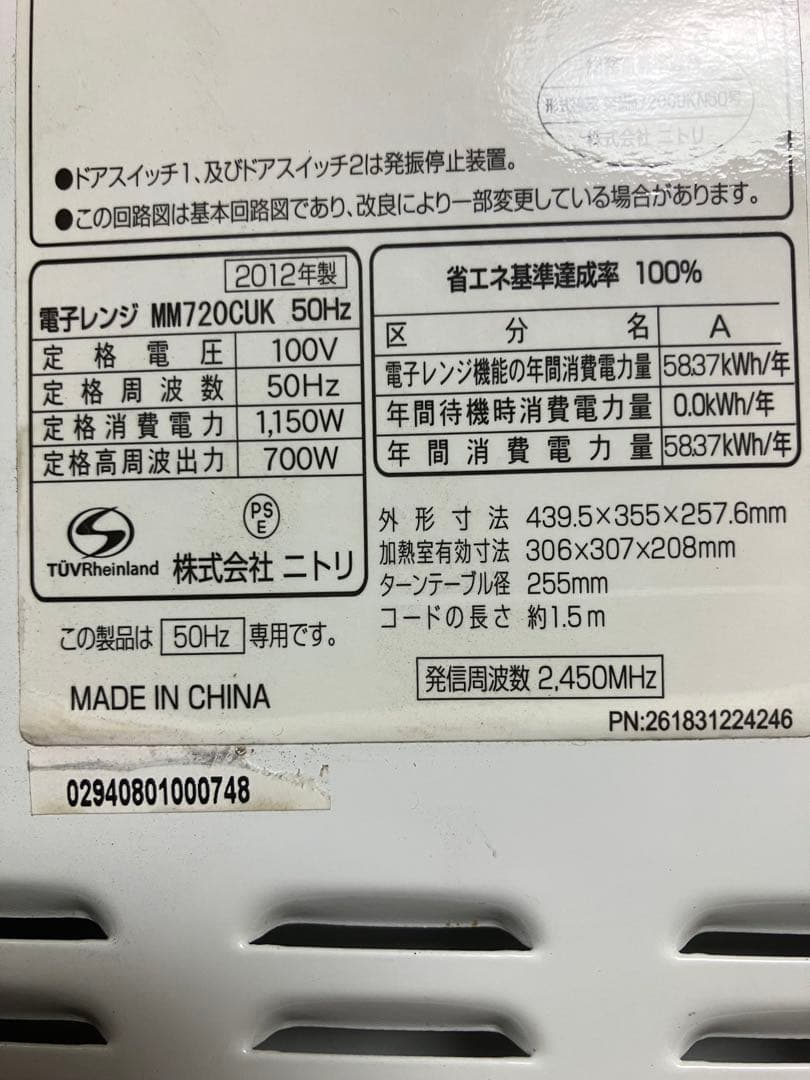 株式会社 ニトリ
●ドアスイッチ1、及びドアスイッチ2は発振停止装置。
●この回路図は基本回路図であり、改良により一部変更している場合があります。
2012年製
電子レンジ MM720CUK 50Hz
定格電圧 100V
定格周波数 50Hz
定格消費電力 1,150W
定格高周波出力 700W
TÜVRheinland
PS
E
株式会社 ニトリ
この製品は 50Hz 専用です。
MADE IN CHINA
省エネ基準達成率 100%
区分名 A
電子レンジ機能の年間消費電力量 58.37kWh/年
年間待機時消費電力量 0.0kWh/年
年間消費電力量 58.37kWh/年
外形寸法 439.5×355×257.6mm
加熱室有効寸法 306×307×208mm
ターンテーブル径 255mm
コードの長さ 約1.5m
発信周波数 2,450MHz
PN:261831224246
02940801000748